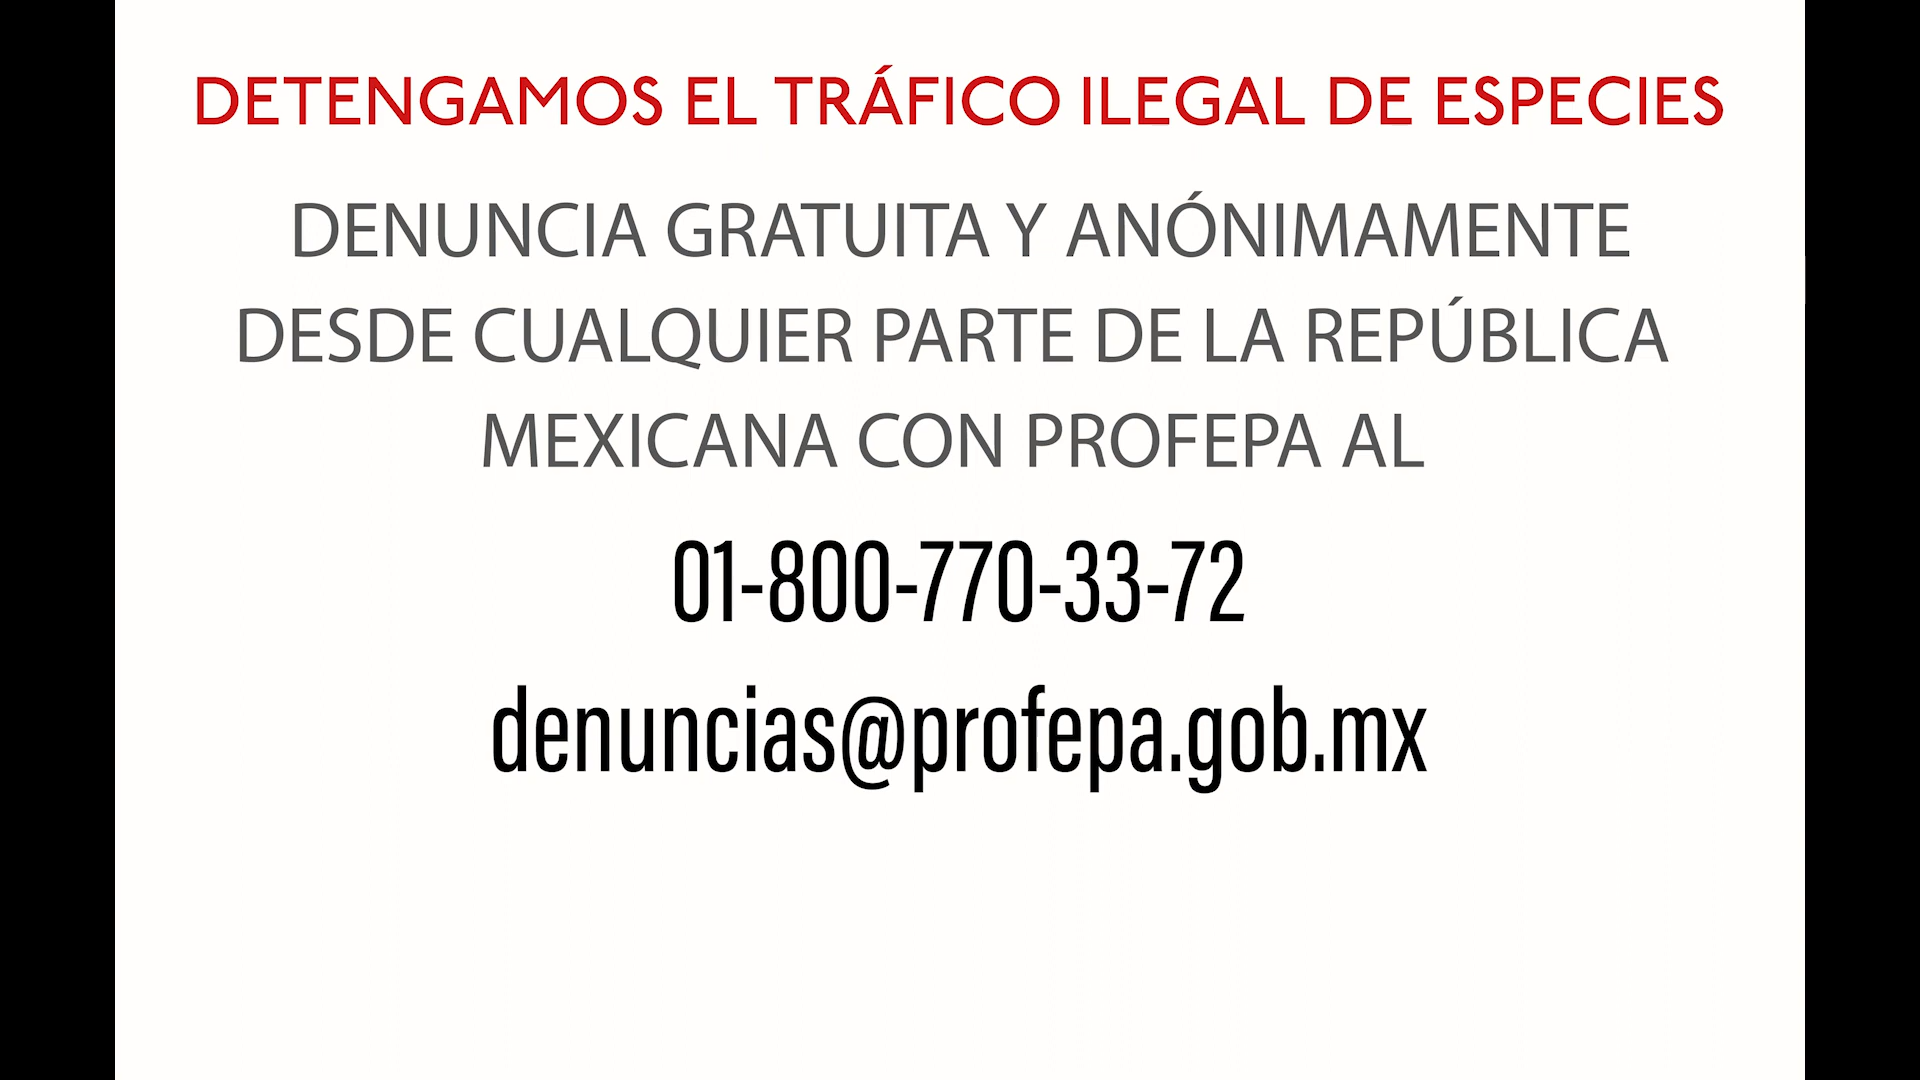 DETENGAMOS EL TRÁFICO ILEGAL DE ESPECIES
DENUNCIA GRATUITA Y ANÓNIMAMENTE
DESDE CUALQUIER PARTE DE LA REPÚBLICA
MEXICANA CON PROFEPA AL
01-800-770-33-72
denuncias@profepa.gob.mx